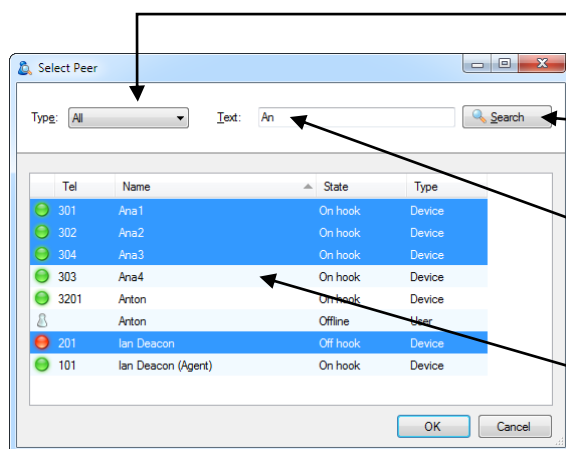 Select Peer
Type: All Text: An Search
Tel Name State Type
301 Ana1 On hook Device
302 Ana2 On hook Device
304 Ana3 On hook Device
303 Ana4 On hook Device
3201 Anton On hook Device
Anton Offline User
201 Ian Deacon Off hook Device
101 Ian Deacon (Agent) On hook Device
OK Cancel